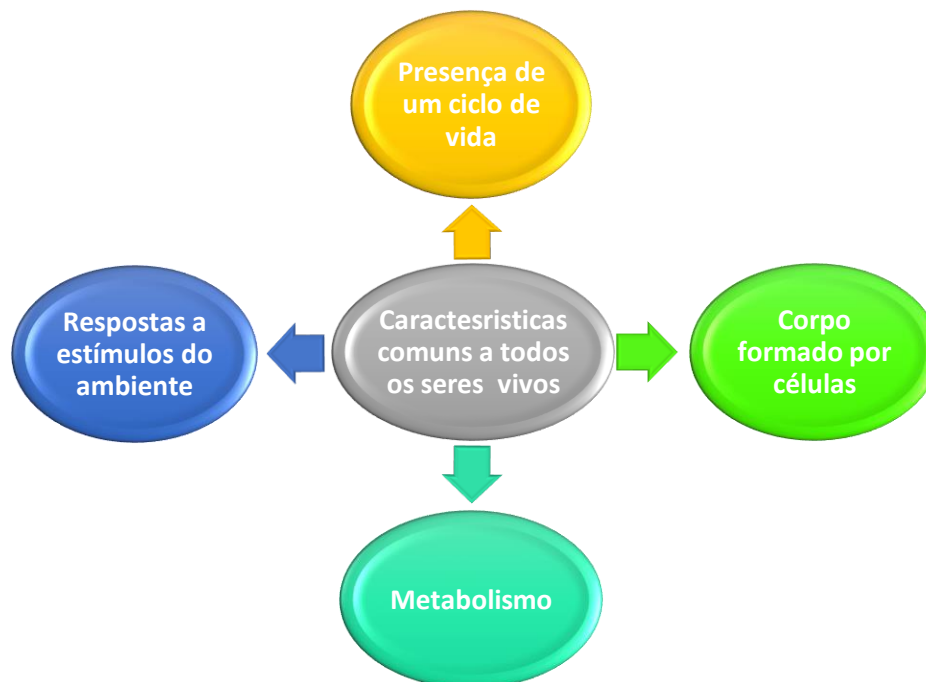 Presença de
um ciclo de
vida
Respostas a
estímulos do
ambiente
Caractesristicas
comuns a todos
os seres  vivos
Corpo
formado por
células
Metabolismo